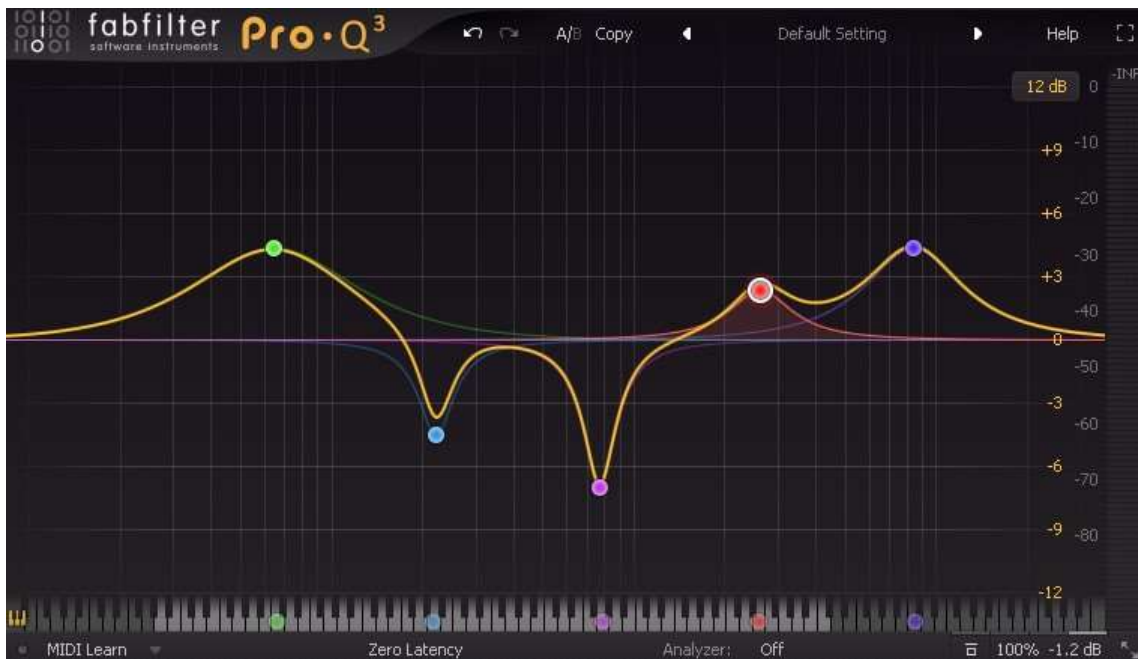 fabfilter
software instruments
Pro·Q³
A/B Copy
Default Setting
Help
-INF
12 dB 0
+9
-10
+6
-20
-30
+3
-40
0
-50
-3
-60
-6
-70
-9
-80
-12
MIDI Learn
Zero Latency
Analyzer: Off
100% -1.2 dB